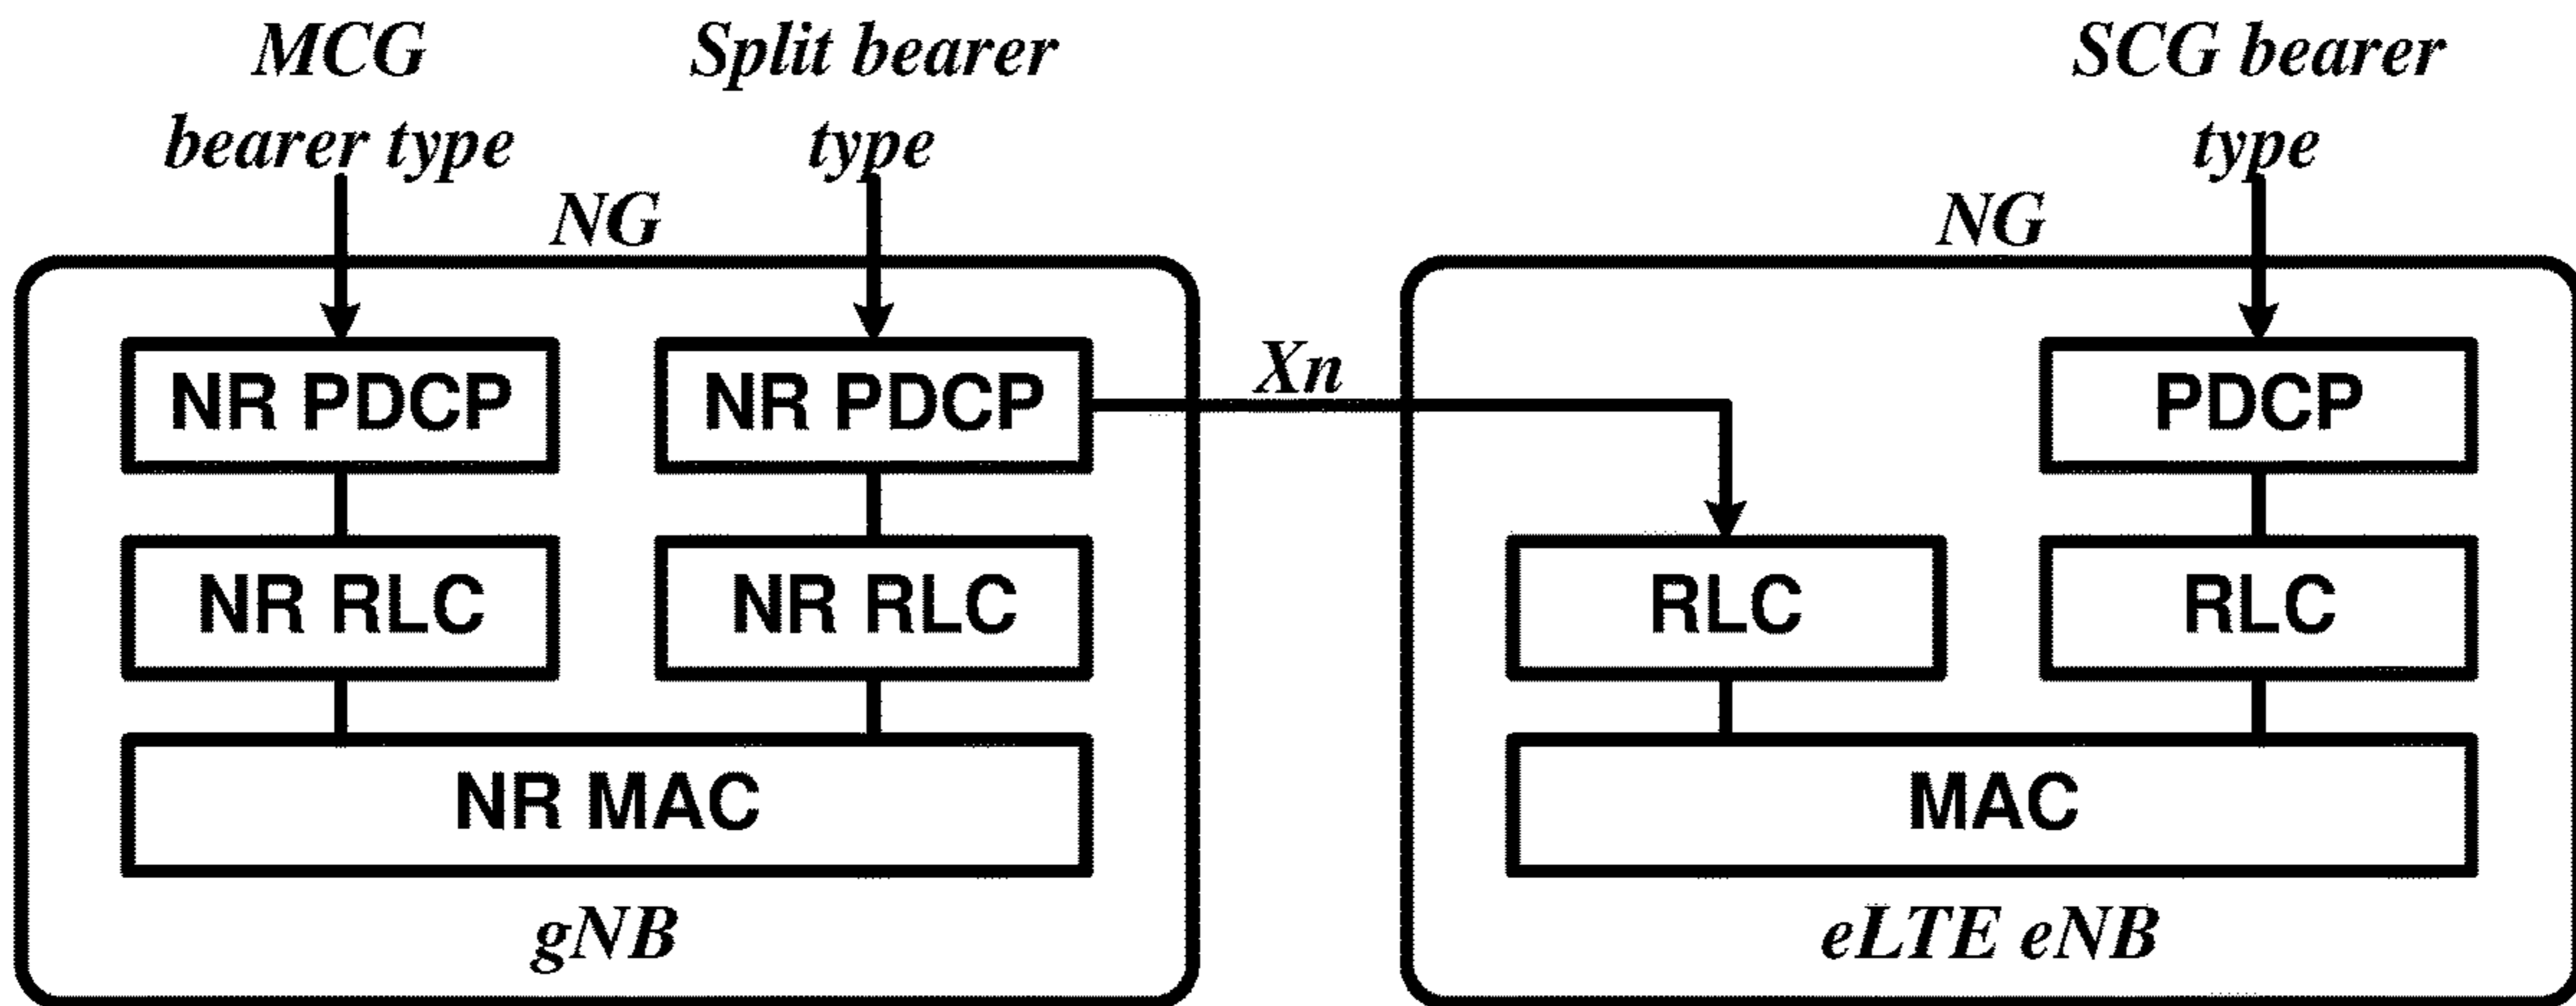 MCG
bearer type
Split bearer
type
SCG bearer
type
NG
NG
Xn
NR PDCP
NR PDCP
PDCP
NR RLC
NR RLC
RLC
RLC
NR MAC
MAC
gNB
eLTE eNB